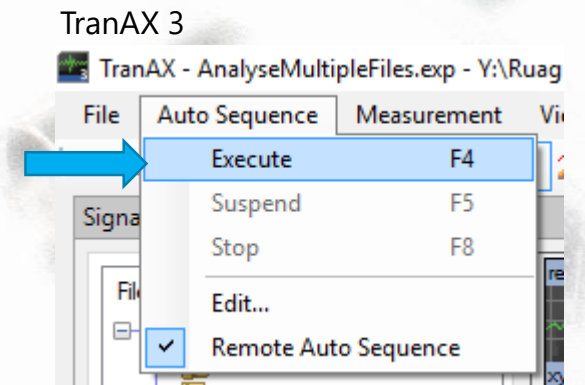 TranAX 3
TranAX - AnalyseMultipleFiles.exp - Y:\Ruag
File Auto Sequence Measurement
Execute F4
Suspend F5
Signa
Stop F8
Edit...
Remote Auto Sequence